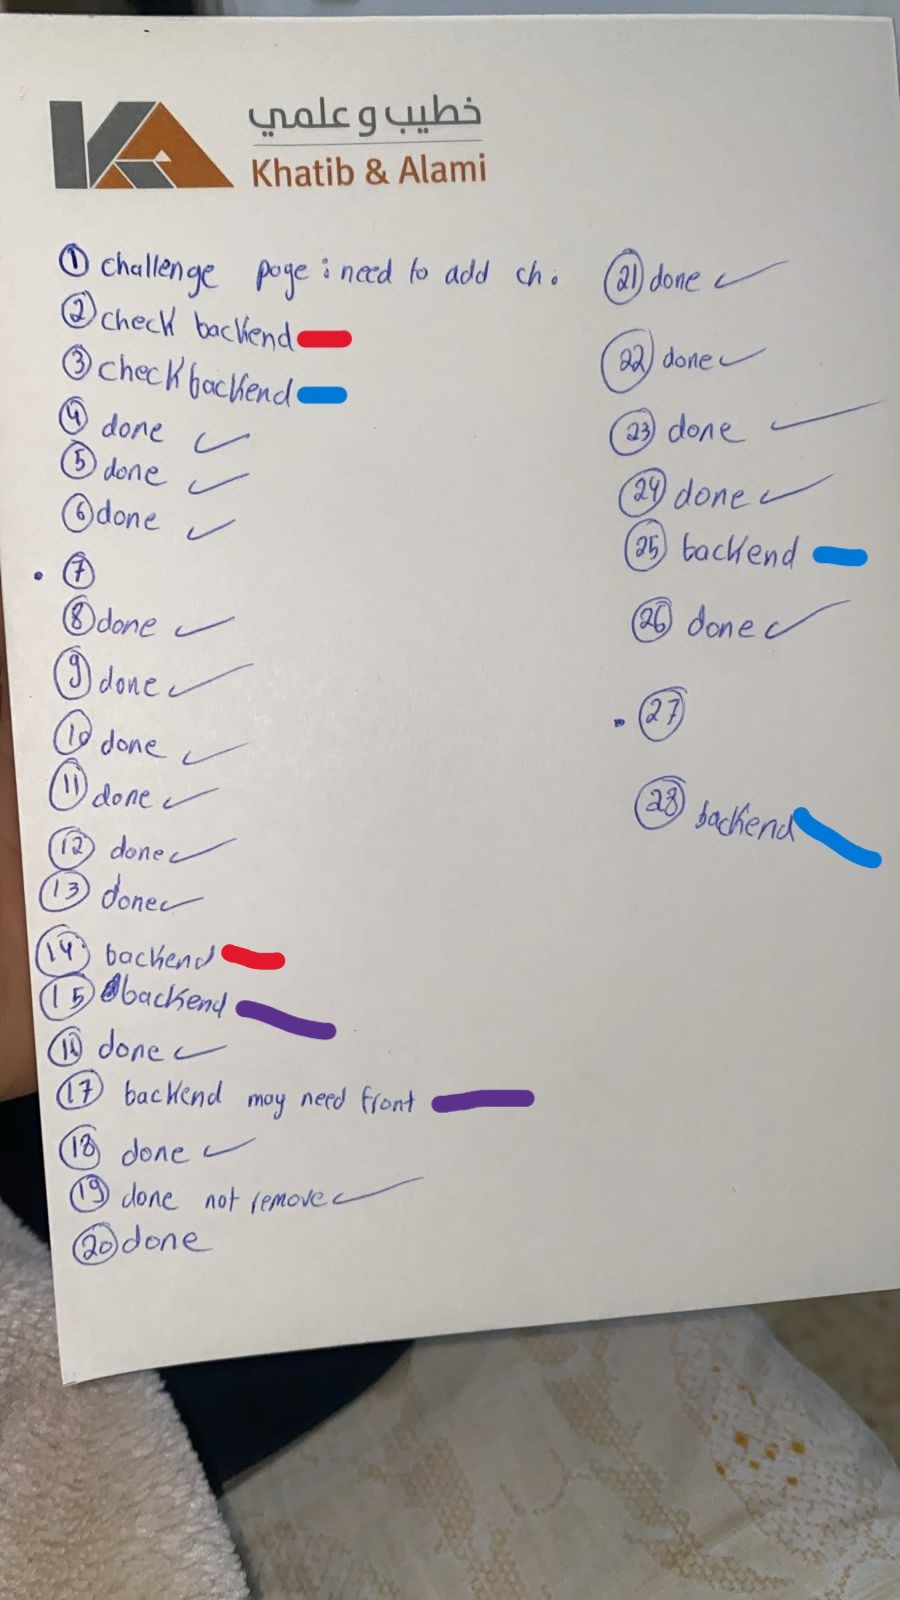 خطيب وعلمي
Khatib & Alami
1 challenge page : need to add ch.
2 check backend
3 check backend
4 done ✓
5 done ✓
6 done ✓
• 7
8 done ✓
9 done ✓
10 done ✓
11 done ✓
12 done ✓
13 done ✓
14 backend
15 backend
16 done ✓
17 backend may need front
18 done ✓
19 done not remove ✓
20 done
21 done ✓
22 done ✓
23 done ✓
24 done ✓
25 backend
26 done ✓
• 27
28 backend